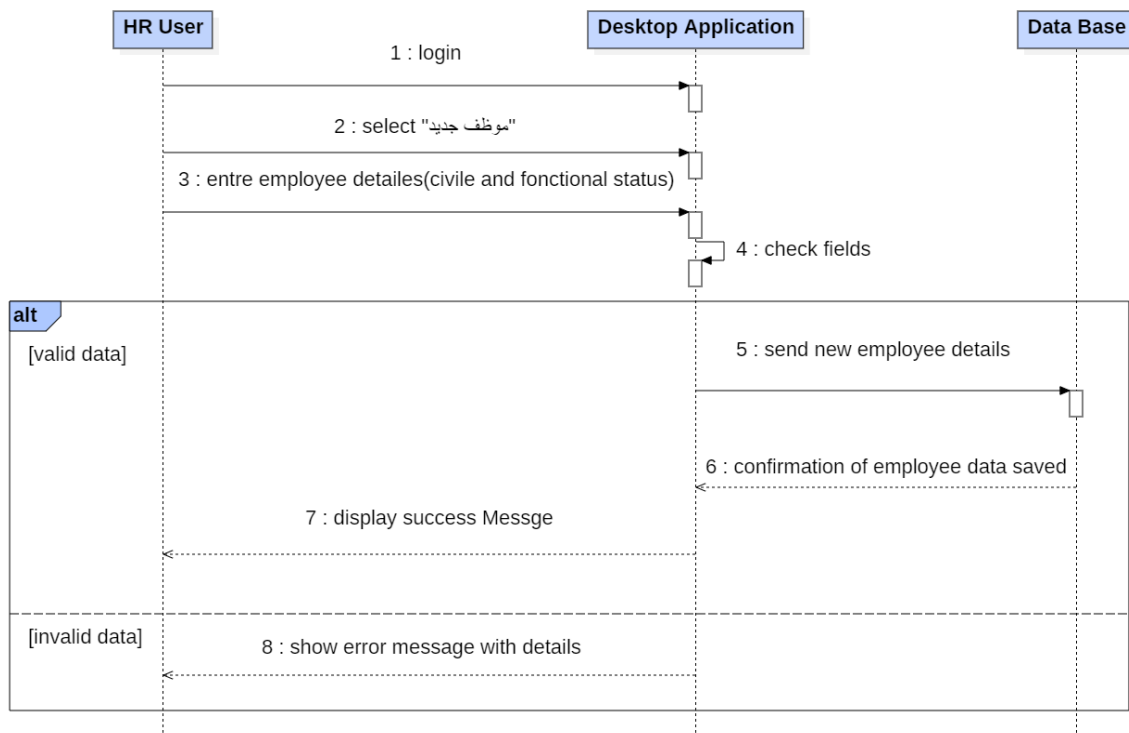 HR User
Desktop Application
Data Base
1 : login
2 : select "موظف جديد"
3 : entre employee detailes(civile and fonctional status)
4 : check fields
alt
[valid data]
5 : send new employee details
6 : confirmation of employee data saved
7 : display success Messge
[invalid data]
8 : show error message with details